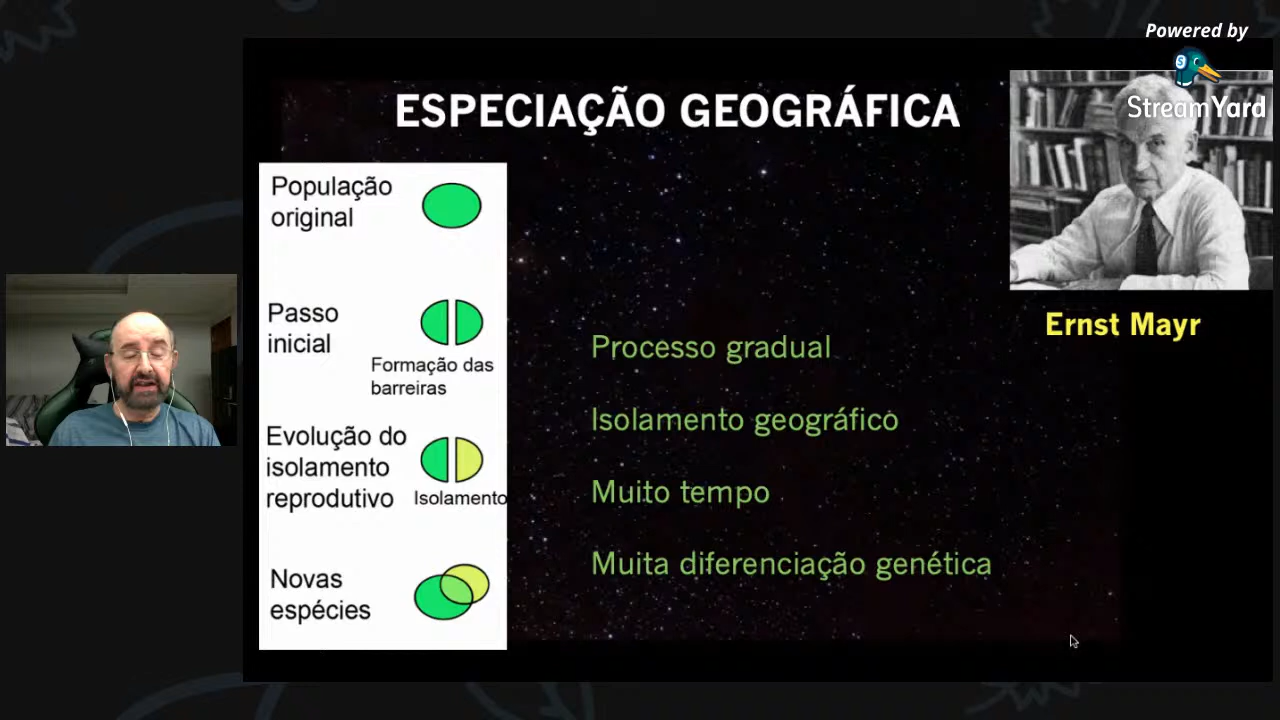 Powered by
StreamYard
ESPECIAÇÃO GEOGRÁFICA
População
original
Passo
inicial
Formação das
barreiras
Evolução do
isolamento
reprodutivo
Isolamento
Novas
espécies
Processo gradual
Isolamento geográfico
Muito tempo
Muita diferenciação genética
Ernst Mayr